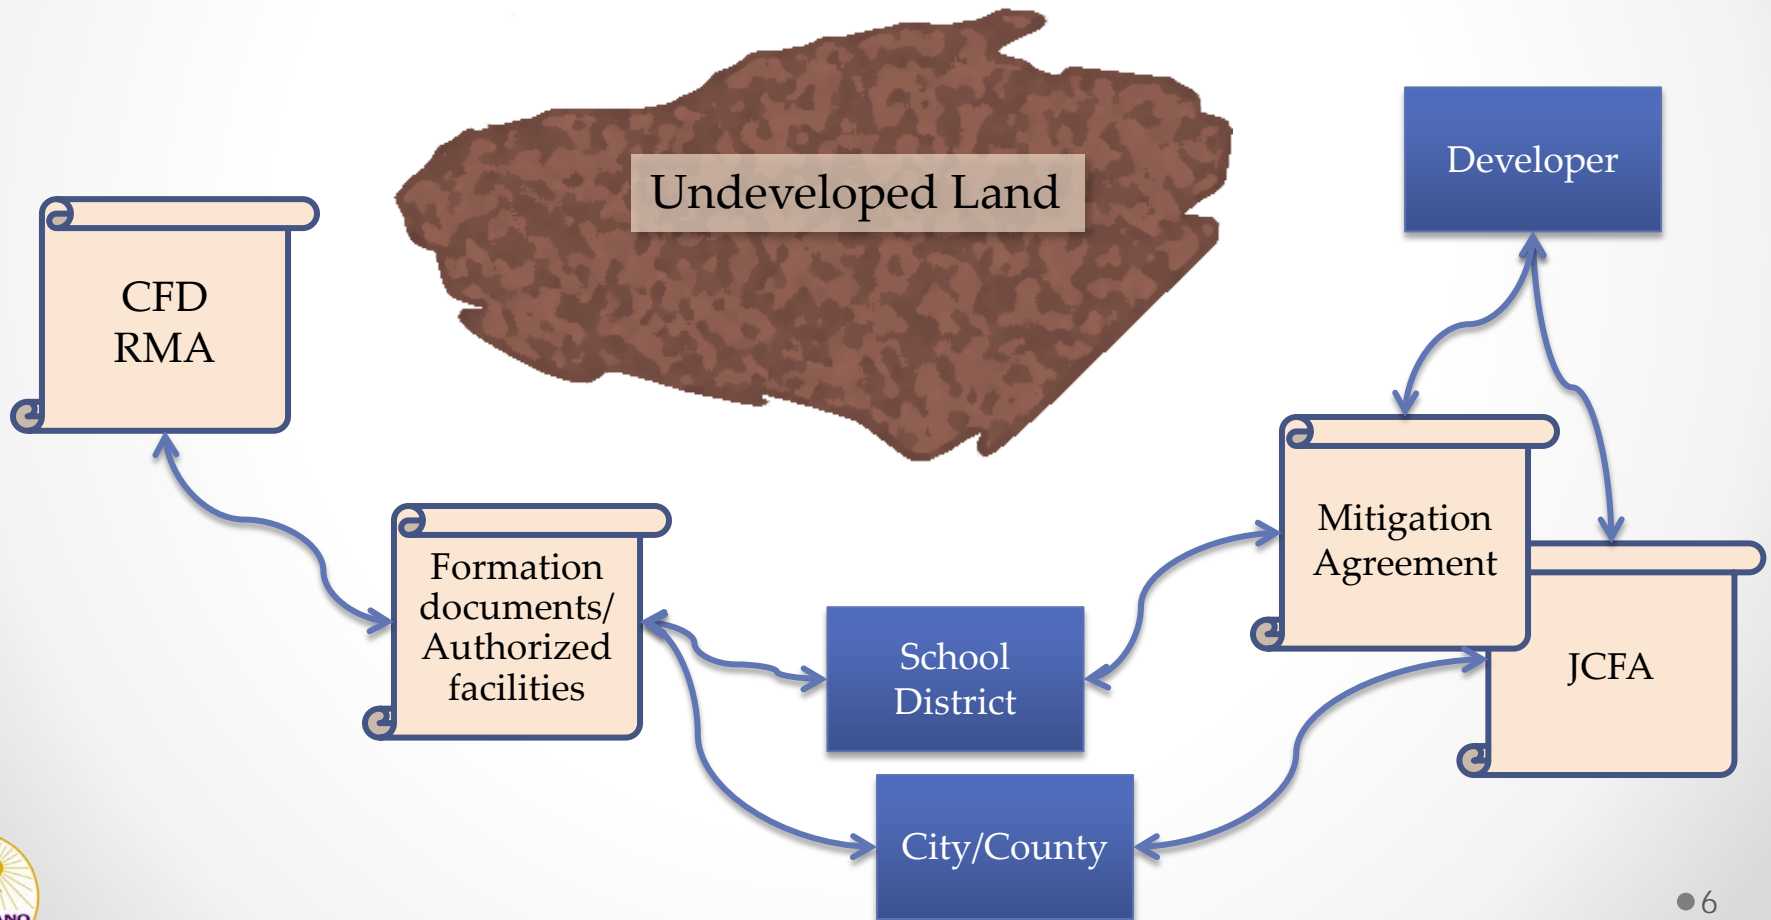 Undeveloped Land
Developer
CFD
RMA
Mitigation
Agreement
Formation
documents/
Authorized
facilities
School
District
JCFA
City/County
6